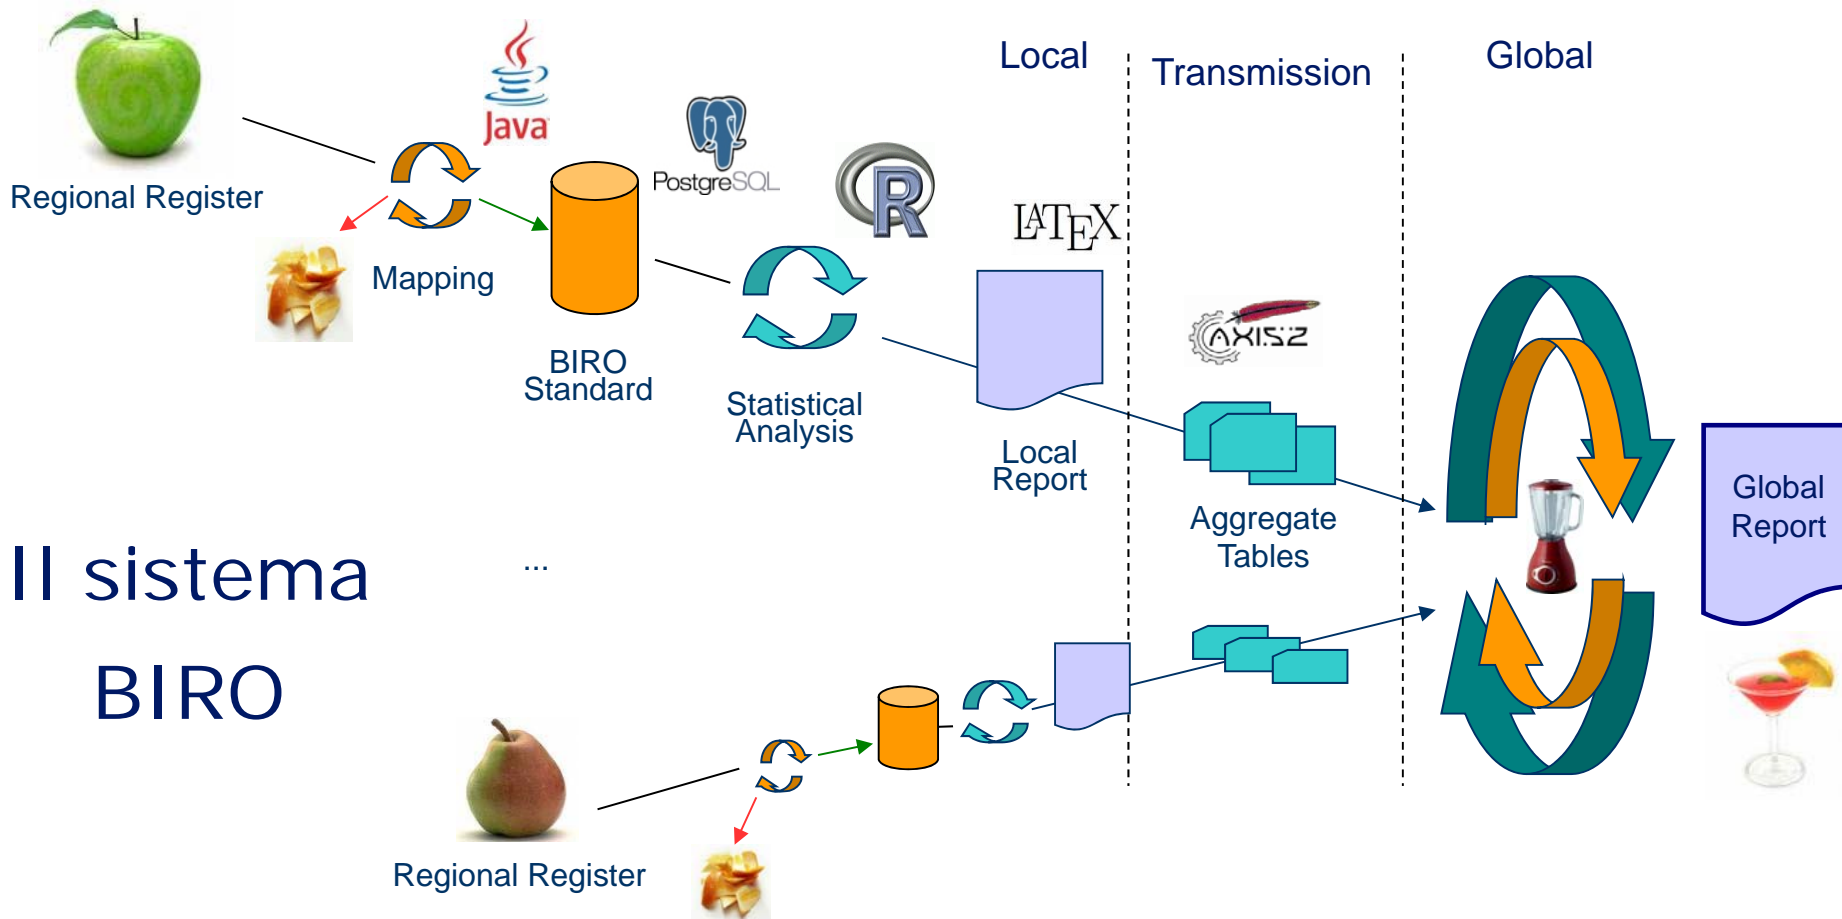 Local
Transmission
Global
Java
PostgreSQL
R
LATEX
Regional Register
Mapping
AXIS2
BIRO
Standard
Statistical
Analysis
Local
Report
Aggregate
Tables
Global
Report
Il sistema
BIRO
...
Regional Register